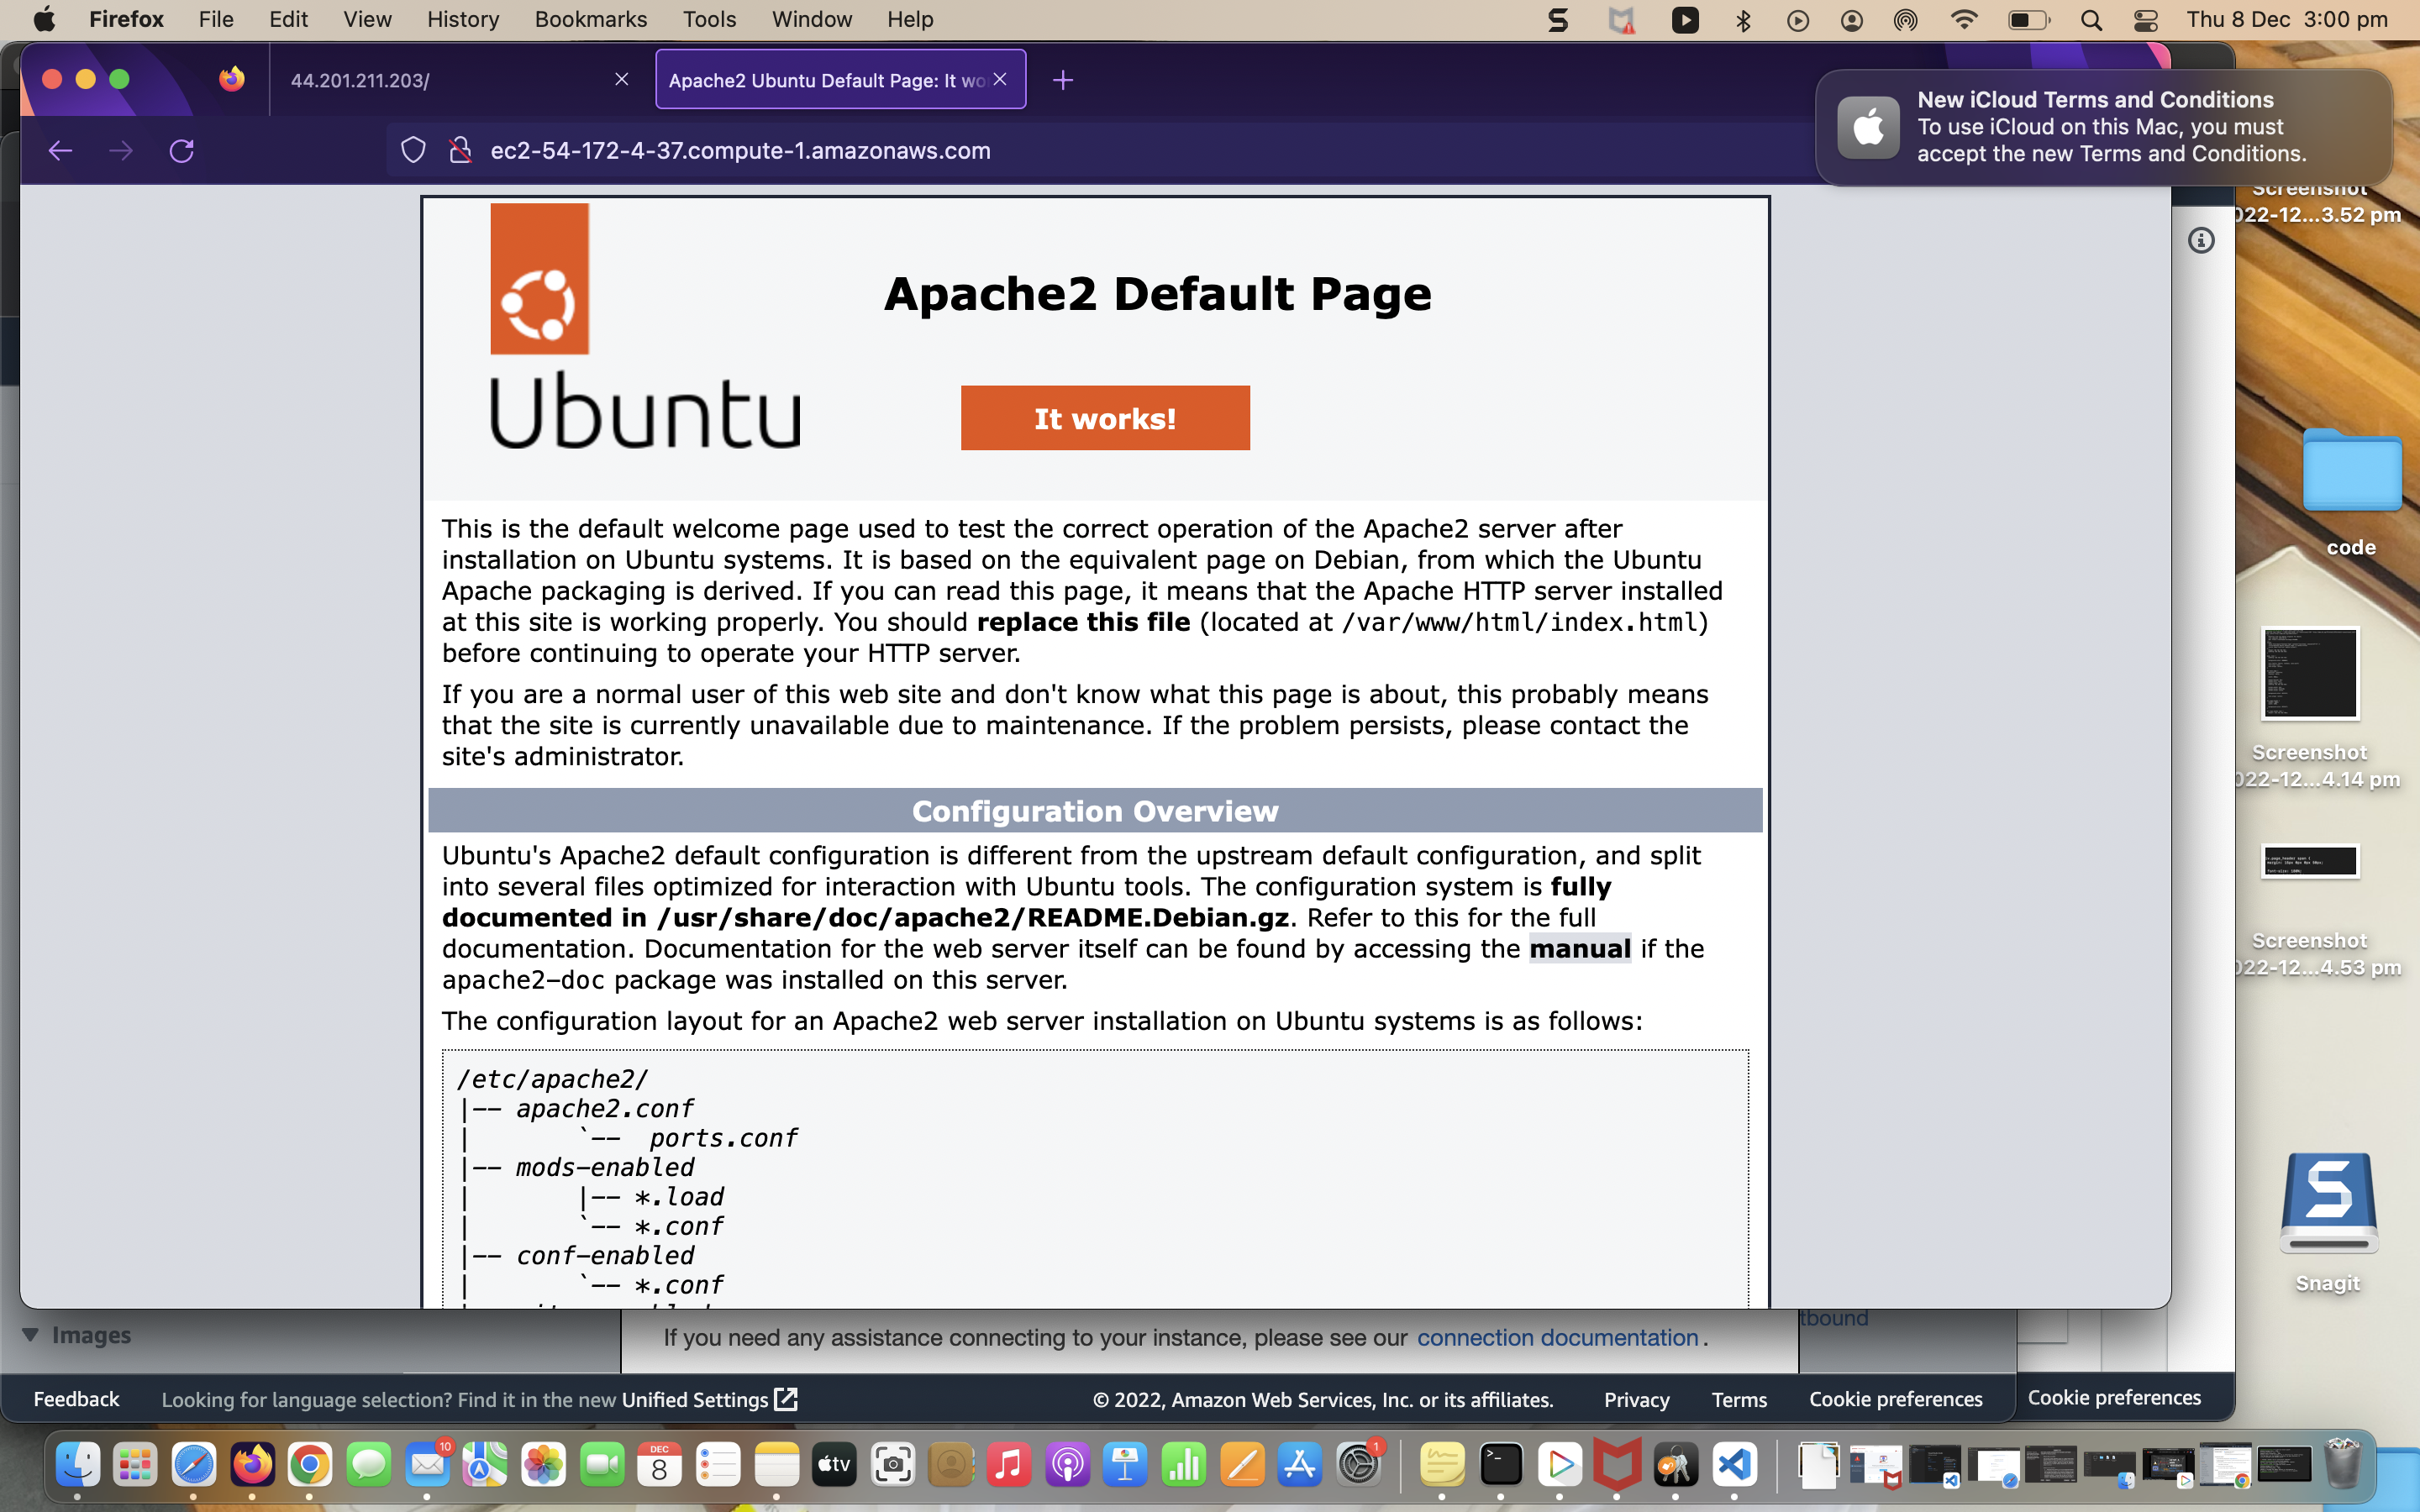 Firefox File Edit View History Bookmarks Tools Window Help Thu 8 Dec 3:00 pm
44.201.211.203/
Apache2 Ubuntu Default Page: It wo
ec2-54-172-4-37.compute-1.amazonaws.com
New iCloud Terms and Conditions
To use iCloud on this Mac, you must
accept the new Terms and Conditions.
Screenshot
022-12...3.52 pm
Ubuntu
Apache2 Default Page
It works!
This is the default welcome page used to test the correct operation of the Apache2 server after
installation on Ubuntu systems. It is based on the equivalent page on Debian, from which the Ubuntu
Apache packaging is derived. If you can read this page, it means that the Apache HTTP server installed
at this site is working properly. You should replace this file (located at /var/www/html/index.html)
before continuing to operate your HTTP server.
If you are a normal user of this web site and don't know what this page is about, this probably means
that the site is currently unavailable due to maintenance. If the problem persists, please contact the
site's administrator.
Configuration Overview
Ubuntu's Apache2 default configuration is different from the upstream default configuration, and split
into several files optimized for interaction with Ubuntu tools. The configuration system is fully
documented in /usr/share/doc/apache2/README.Debian.gz. Refer to this for the full
documentation. Documentation for the web server itself can be found by accessing the manual if the
apache2-doc package was installed on this server.
The configuration layout for an Apache2 web server installation on Ubuntu systems is as follows:
/etc/apache2/
|-- apache2.conf
|       `--  ports.conf
|-- mods-enabled
|       |-- *.load
|       `-- *.conf
|-- conf-enabled
|       `-- *.conf
code
Screenshot
022-12...4.14 pm
Screenshot
022-12...4.53 pm
Snagit
Images
If you need any assistance connecting to your instance, please see our connection documentation.
tbound
Feedback Looking for language selection? Find it in the new Unified Settings © 2022, Amazon Web Services, Inc. or its affiliates. Privacy Terms Cookie preferences Cookie preferences
10
DEC
8
tv
1